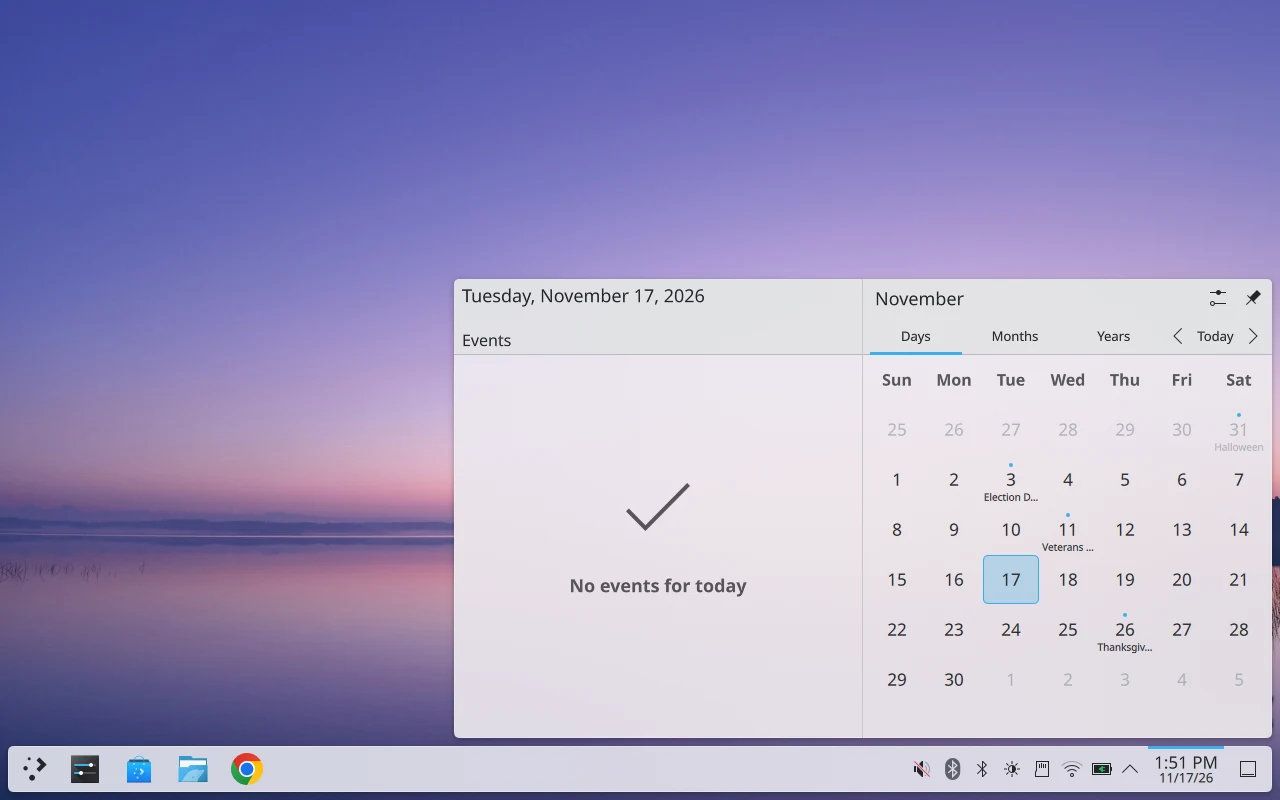 Tuesday, November 17, 2026
Events
No events for today
November
Days Months Years Today
Sun Mon Tue Wed Thu Fri Sat
25 26 27 28 29 30 31
Halloween
1 2 3 4 5 6 7
Election D...
8 9 10 11 12 13 14
Veterans ...
15 16 17 18 19 20 21
22 23 24 25 26 27 28
Thanksgiv...
29 30 1 2 3 4 5
1:51 PM
11/17/26